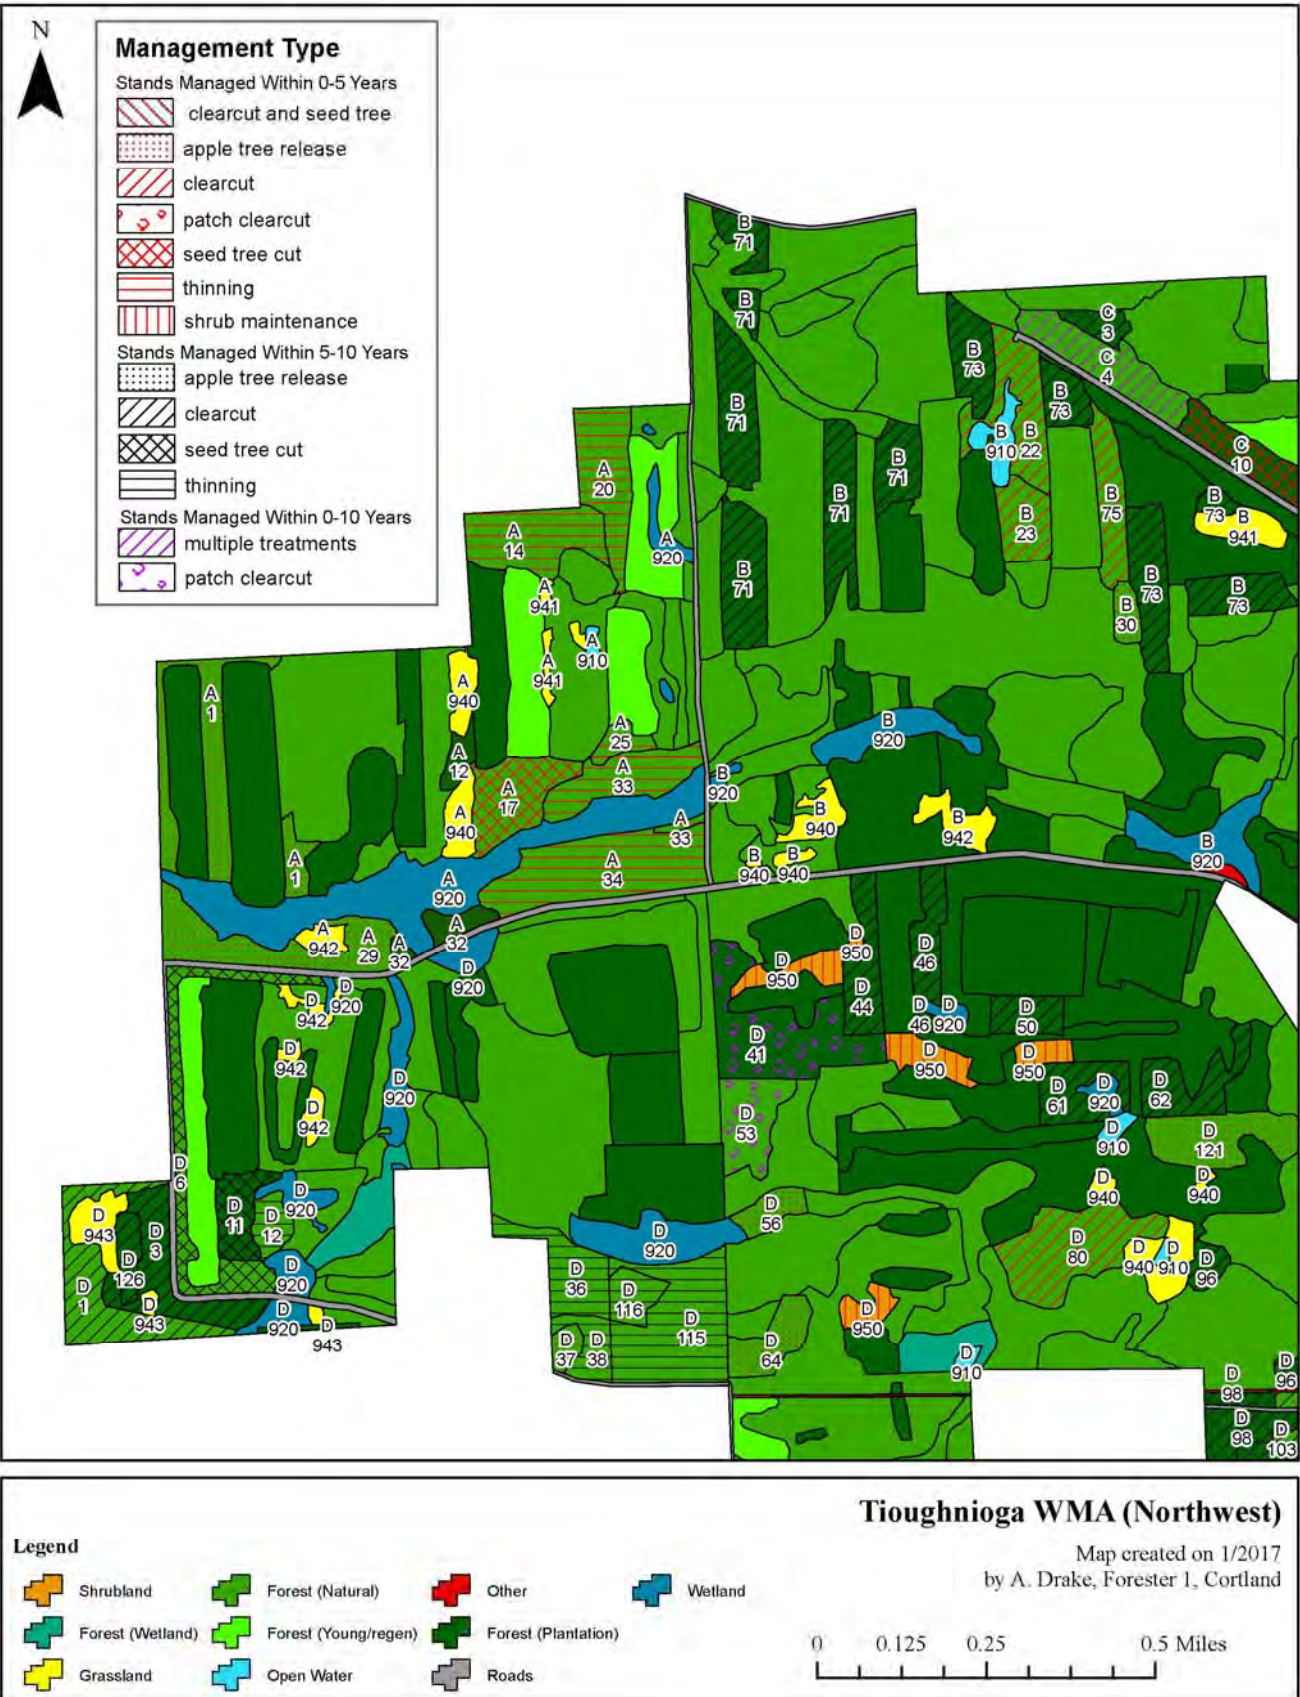 N
Management Type
Stands Managed Within 0-5 Years
clearcut and seed tree
apple tree release
clearcut
patch clearcut
seed tree cut
thinning
shrub maintenance
Stands Managed Within 5-10 Years
apple tree release
clearcut
seed tree cut
thinning
Stands Managed Within 0-10 Years
multiple treatments
patch clearcut
B
71
B
71
C
3
C
4
B
73
B
73
B
71
B
910
B
22
C
10
B
71
A
20
B
71
B
75
B
73
B
941
B
23
A
14
A
920
B
71
B
73
B
73
A
941
B
30
A
910
A
941
A
940
A
1
A
25
B
920
A
12
A
33
B
920
A
17
A
940
B
940
B
942
A
33
B
920
A
1
A
34
B
940
B
940
A
920
A
942
A
29
A
32
A
32
D
950
D
46
D
920
D
950
D
44
D
942
D
920
D
46
D
920
D
50
D
41
D
942
D
950
D
950
D
920
D
61
D
920
D
62
D
942
D
53
D
910
D
121
D
6
D
940
D
940
D
920
D
943
D
11
D
12
D
56
D
3
D
920
D
80
D
940
D
910
D
96
D
126
D
920
D
36
D
116
D
1
D
943
D
920
D
943
D
115
D
950
D
37
D
38
D
64
D
910
D
98
D
96
D
98
D
103
Tioughnioga WMA (Northwest)
Map created on 1/2017
by A. Drake, Forester 1, Cortland
Legend
Shrubland
Forest (Natural)
Other
Wetland
Forest (Wetland)
Forest (Young/regen)
Forest (Plantation)
Grassland
Open Water
Roads
0 0.125 0.25 0.5 Miles